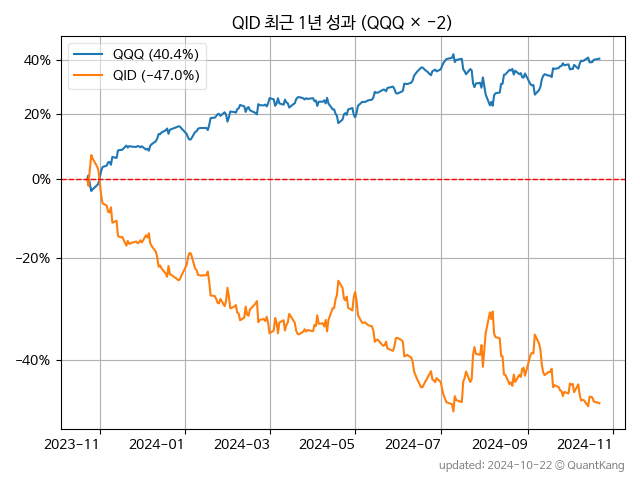 QID 최근 1년 성과 (QQQ × −2)
QQQ (40.4%)
QID (−47.0%)
40%
20%
0%
−20%
−40%
2023-11 2024-01 2024-03 2024-05 2024-07 2024-09 2024-11
updated: 2024-10-22 © QuantKang